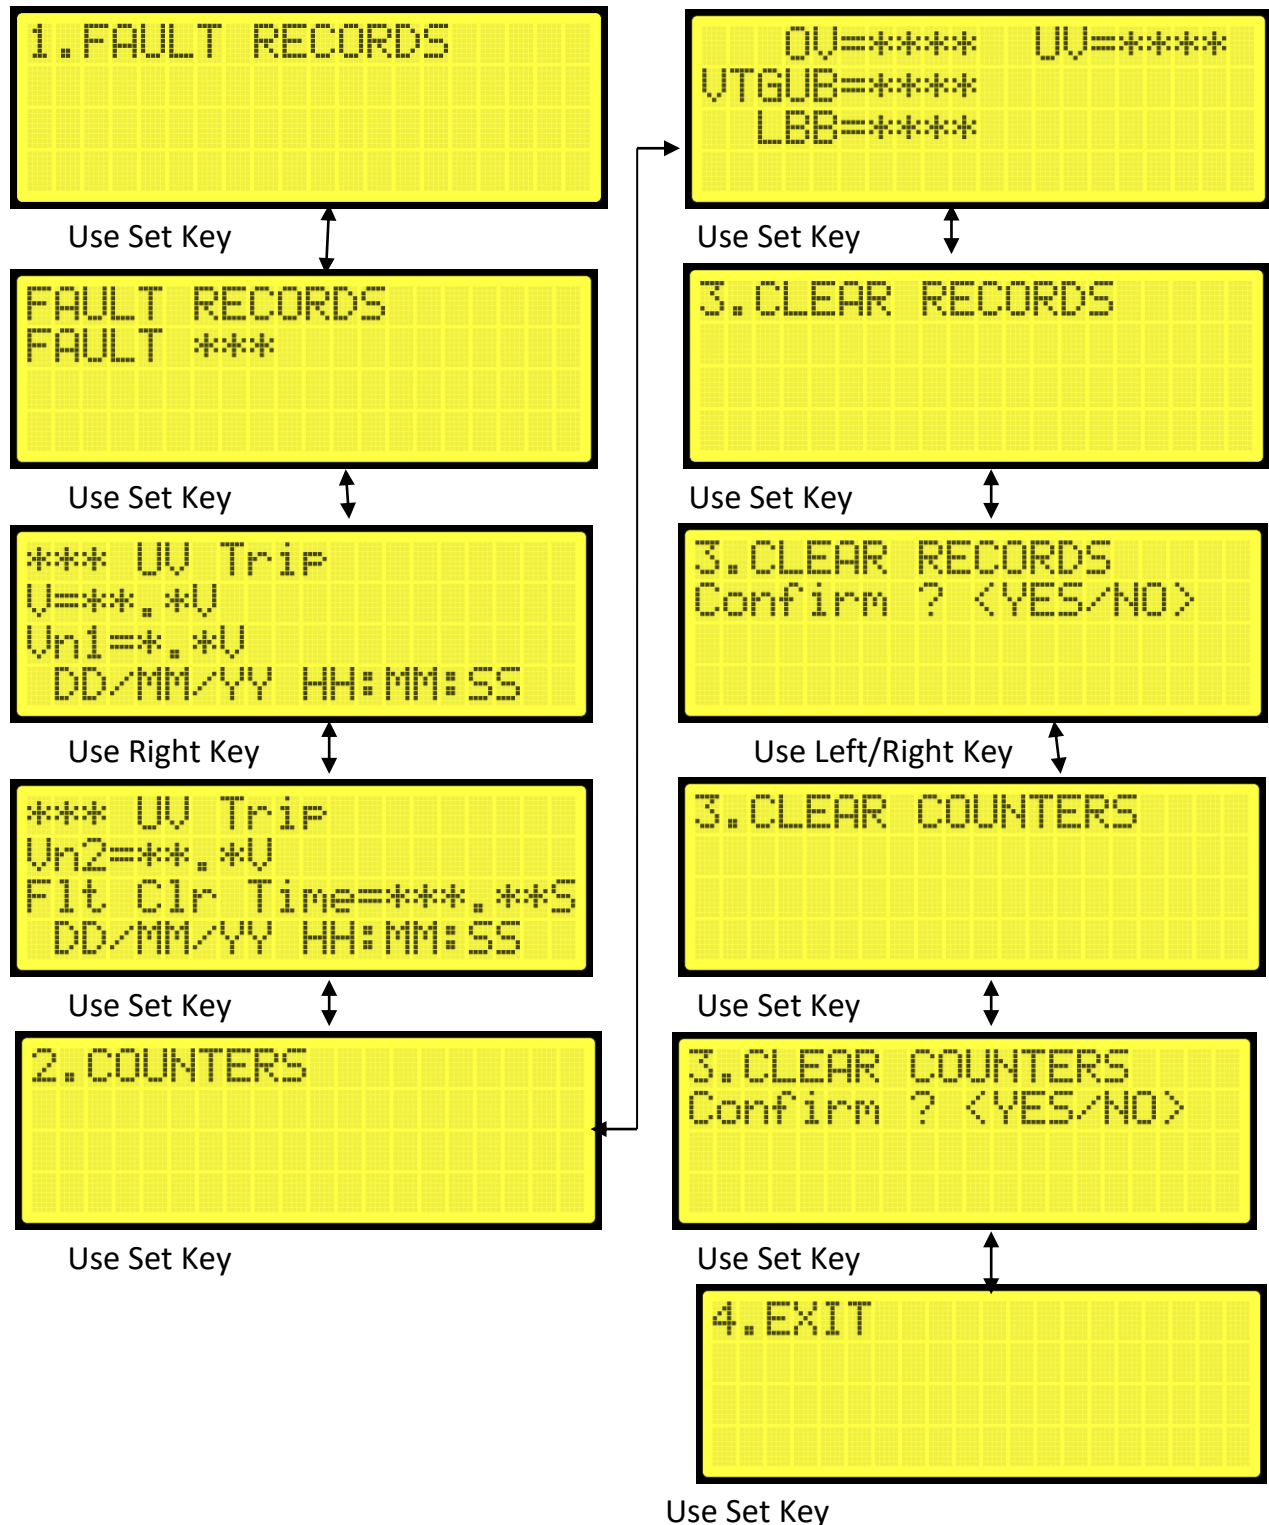 1.FAULT RECORDS
Use Set Key
FAULT RECORDS
FAULT ***
Use Set Key
*** UV Trip
V=**.*V
Vn1=*.*V
DD/MM/YY HH:MM:SS
Use Right Key
*** UV Trip
Vn2=**.*V
Flt Clr Time=***.**S
DD/MM/YY HH:MM:SS
Use Set Key
2.COUNTERS
Use Set Key
OV=**** UV=****
VTGUB=****
LBB=****
Use Set Key
3.CLEAR RECORDS
Use Set Key
3.CLEAR RECORDS
Confirm ? <YES/NO>
Use Left/Right Key
3.CLEAR COUNTERS
Use Set Key
3.CLEAR COUNTERS
Confirm ? <YES/NO>
Use Set Key
4.EXIT
Use Set Key